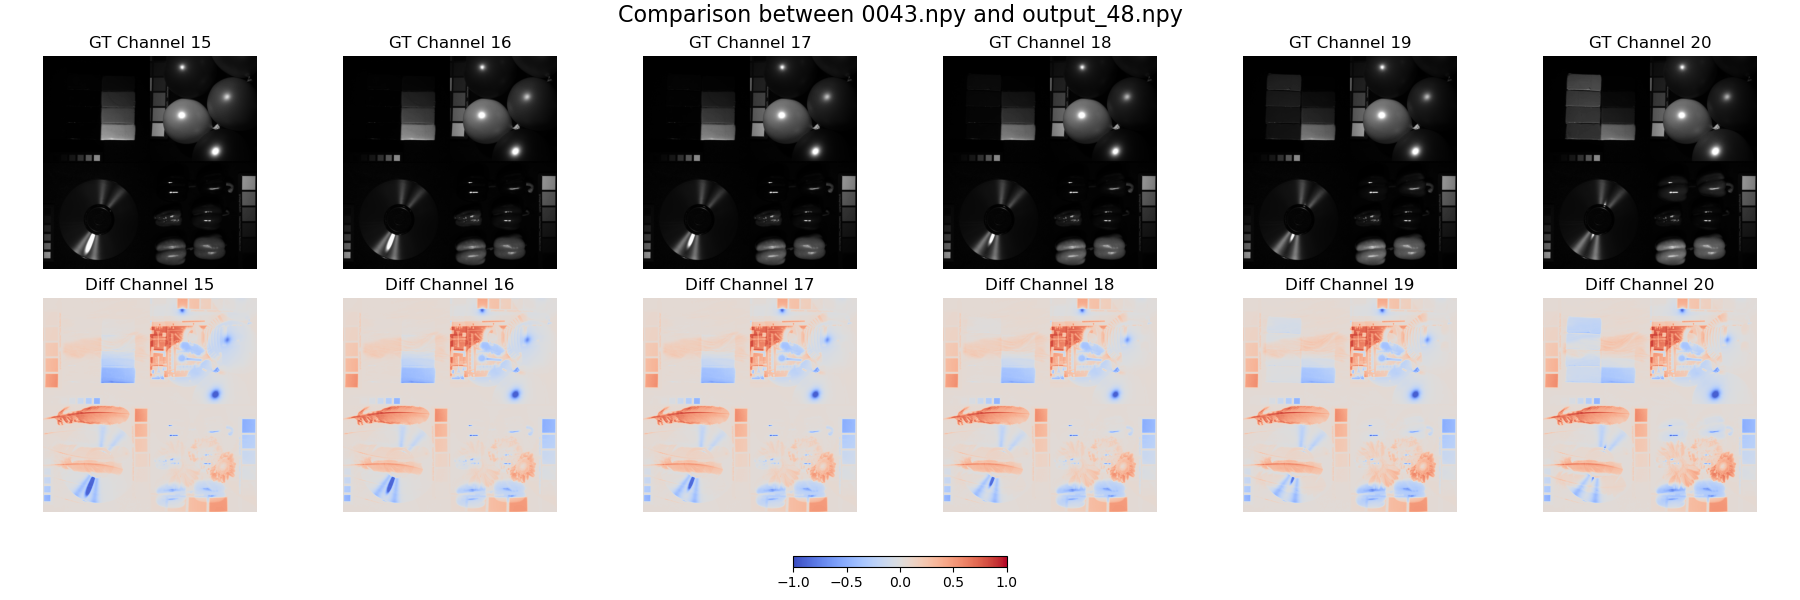 Comparison between 0043.npy and output_48.npy
GT Channel 15
GT Channel 16
GT Channel 17
GT Channel 18
GT Channel 19
GT Channel 20
Diff Channel 15
Diff Channel 16
Diff Channel 17
Diff Channel 18
Diff Channel 19
Diff Channel 20
−1.0 −0.5 0.0 0.5 1.0